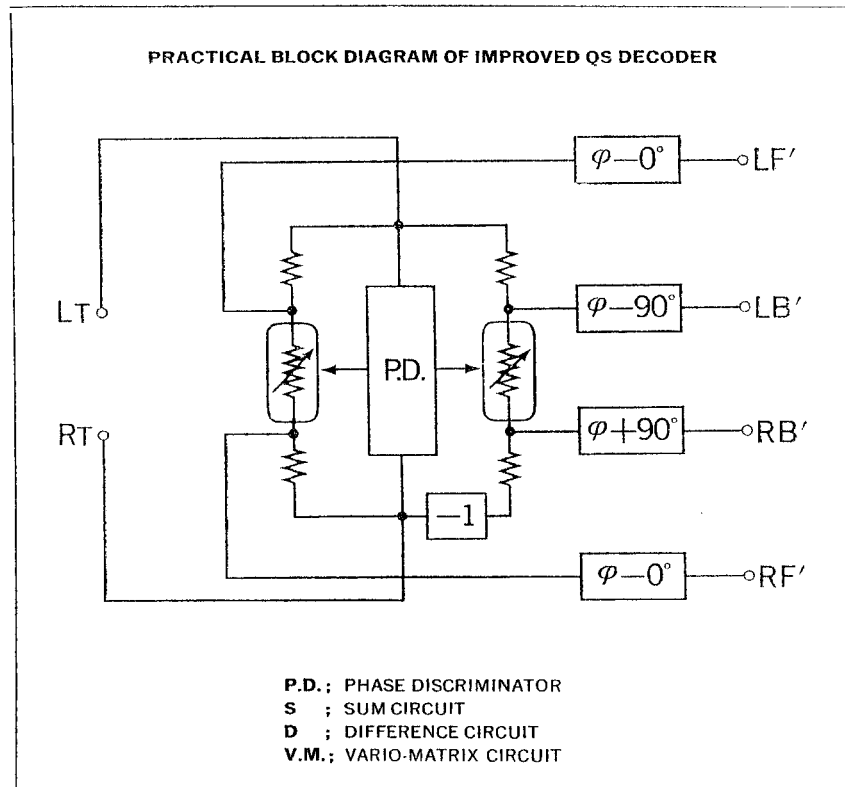 PRACTICAL BLOCK DIAGRAM OF IMPROVED QS DECODER
φ—0° LF′
LT φ—90° LB′
P.D.
RT φ+90° RB′
—1
φ—0° RF′
P.D.; PHASE DISCRIMINATOR
S ; SUM CIRCUIT
D ; DIFFERENCE CIRCUIT
V.M.; VARIO-MATRIX CIRCUIT